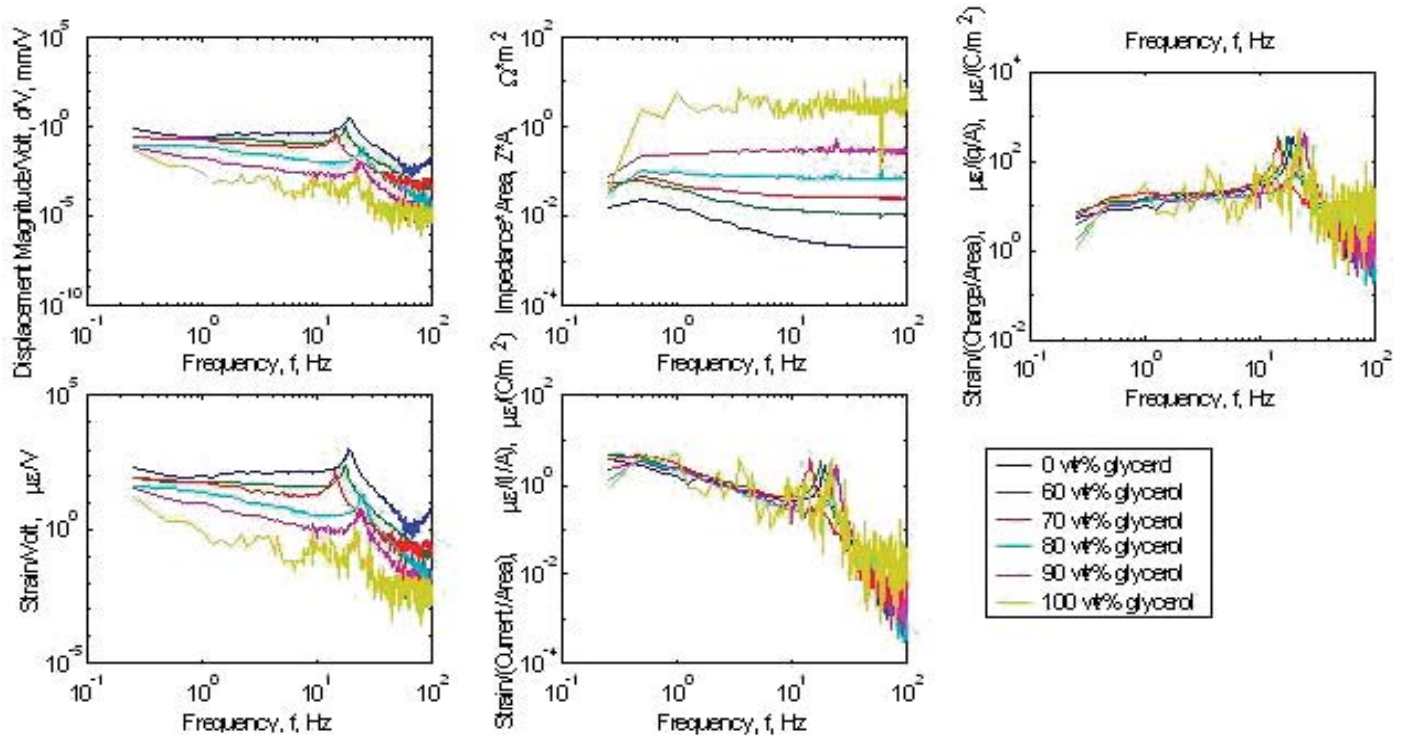 Displacement Magnitude/Volt, d/V, mm/V
10^5
10^0
10^-5
10^-10
10^-1
10^0
10^1
10^2
Frequency, f, Hz
Impedance*Area, Z*A, Ω*m^2
10^2
10^0
10^-2
10^-4
10^-1
10^0
10^1
10^2
Frequency, f, Hz
Frequency, f, Hz
Strain/(Charge/Area), με/(q/A), με/(C/m^2)
10^4
10^2
10^0
10^-2
10^-1
10^0
10^1
10^2
Frequency, f, Hz
Strain/Volt, με/V
10^5
10^0
10^-5
10^-1
10^0
10^1
10^2
Frequency, f, Hz
Strain/(Current/Area), με/(I/A), με/(C/m^2)
10^2
10^0
10^-2
10^-4
10^-1
10^0
10^1
10^2
Frequency, f, Hz
0 wt% glycerol
60 wt% glycerol
70 wt% glycerol
80 wt% glycerol
90 wt% glycerol
100 wt% glycerol